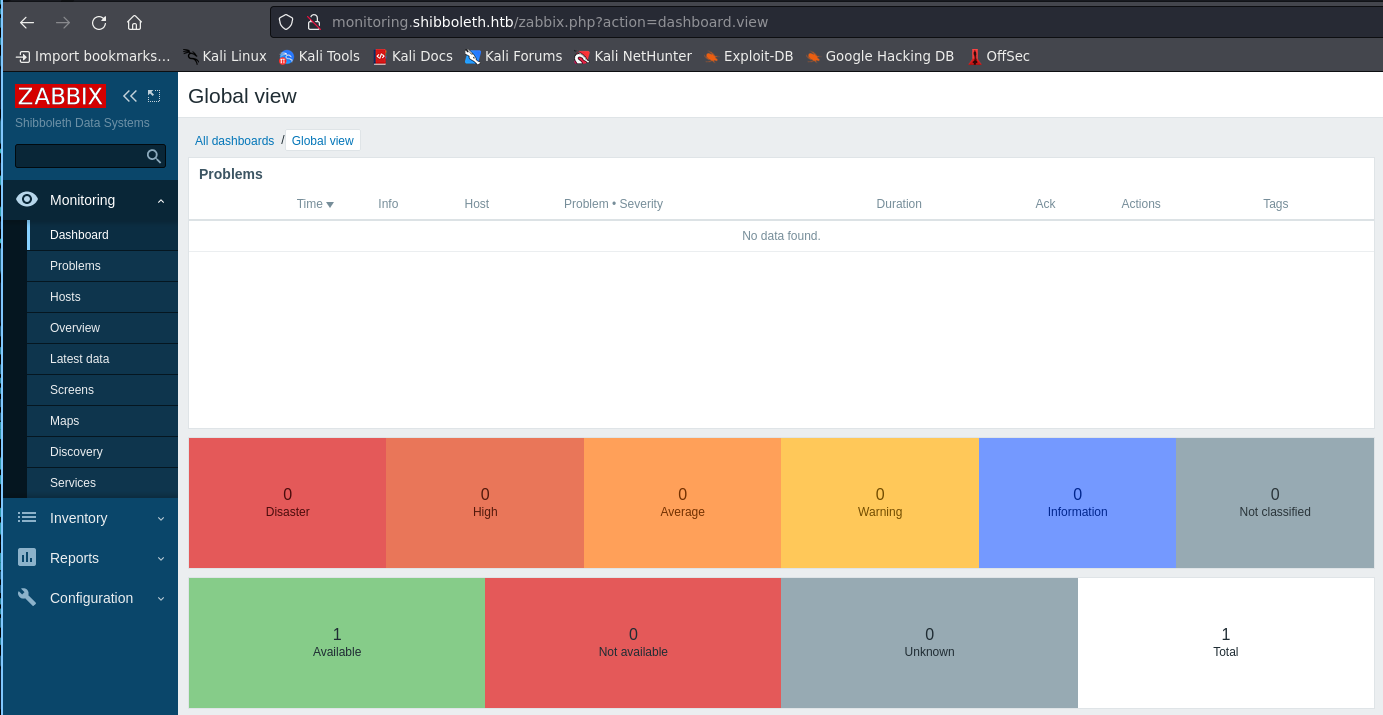 monitoring.shibboleth.htb/zabbix.php?action=dashboard.view
Import bookmarks... Kali Linux Kali Tools Kali Docs Kali Forums Kali NetHunter Exploit-DB Google Hacking DB OffSec
ZABBIX
Shibboleth Data Systems
Monitoring
Dashboard
Problems
Hosts
Overview
Latest data
Screens
Maps
Discovery
Services
Inventory
Reports
Configuration
Global view
All dashboards / Global view
Problems
Time Info Host Problem • Severity Duration Ack Actions Tags
No data found.
0 0 0 0 0 0
Disaster High Average Warning Information Not classified
1 0 0 1
Available Not available Unknown Total